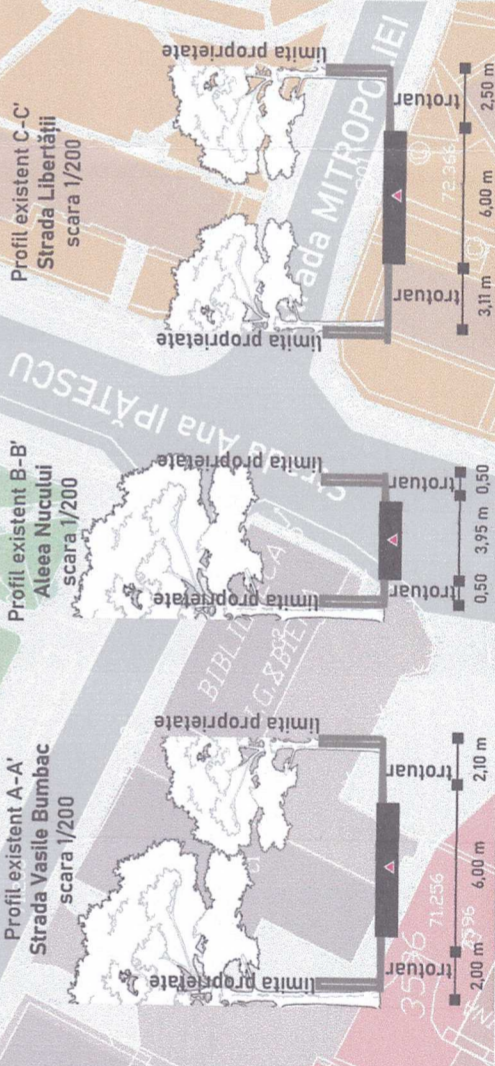 Profil existent A-A'
Strada Vasile Bumbac
scara 1/200
limita proprietate
limita proprietate
trotuar
trotuar
2,00 m
6,00 m
2,10 m
Profil existent B-B'
Aleea Nucului
scara 1/200
limita proprietate
limita proprietate
trotuar
trotuar
0,50
3,95 m
0,50
Profil existent C-C'
Strada Libertății
scara 1/200
limita proprietate
limita proprietate
trotuar
trotuar
3,11 m
6,00 m
2,50 m
Ana IPĂTESCU
MITROPOLIEI
72.366
71.256